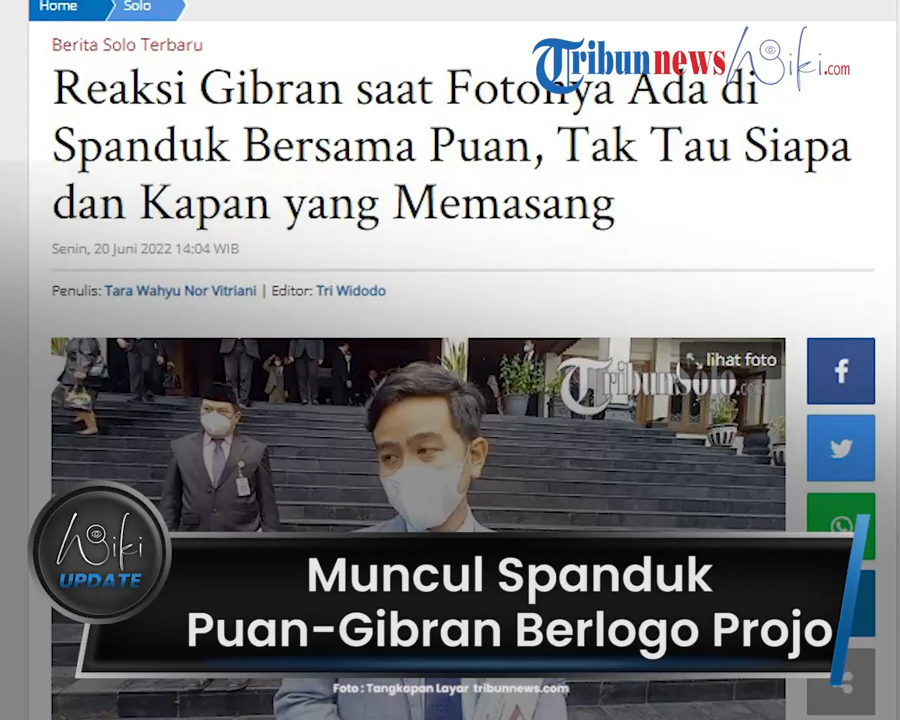 Home
Solo
Berita Solo Terbaru
Tribunnews Wiki.com
Reaksi Gibran saat Fotonya Ada di
Spanduk Bersama Puan, Tak Tau Siapa
dan Kapan yang Memasang
Senin, 20 Juni 2022 14:04 WIB
Penulis: Tara Wahyu Nor Vitriani | Editor: Tri Widodo
lihat foto
TribunSolo.com
f
Wiki
UPDATE
Muncul Spanduk
Puan-Gibran Berlogo Projo
Foto : Tangkapan Layar tribunnews.com